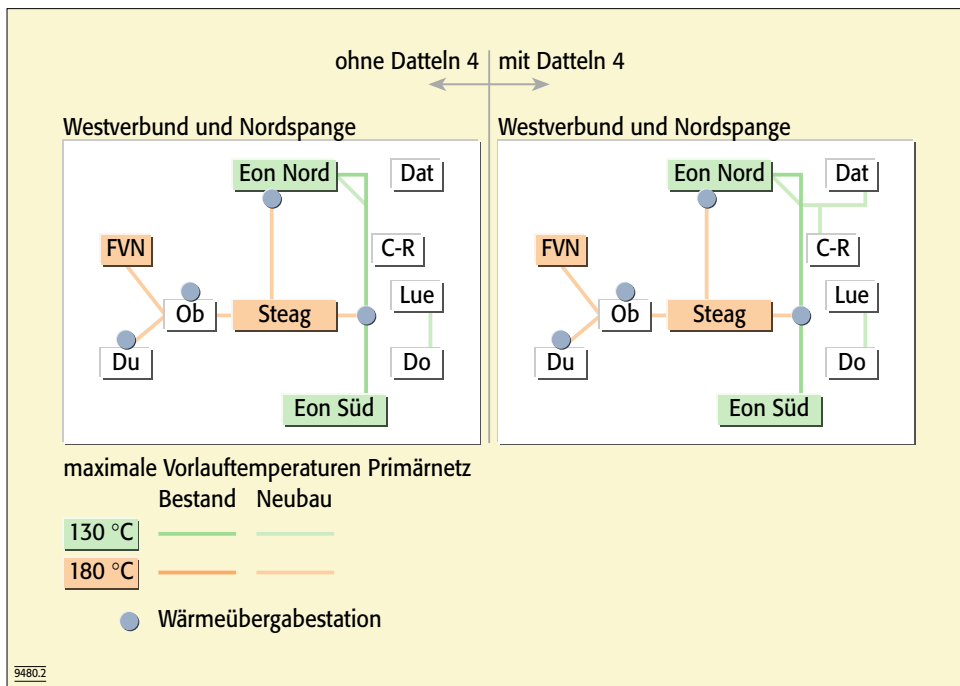 ohne Datteln 4 mit Datteln 4
Westverbund und Nordspange
Eon Nord Dat
FVN C-R
Ob Steag Lue
Du Do
Eon Süd
Westverbund und Nordspange
Eon Nord Dat
FVN C-R
Ob Steag Lue
Du Do
Eon Süd
maximale Vorlauftemperaturen Primärnetz
Bestand Neubau
130 °C
180 °C
Wärmeübergabestation
9480.2